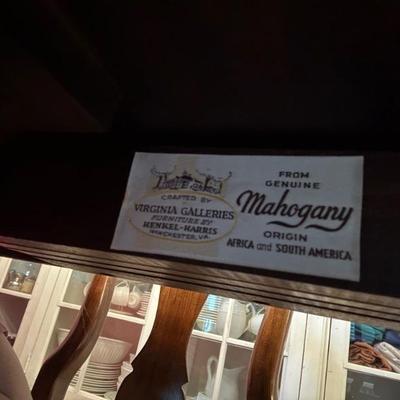 CRAFTED BY
VIRGINIA GALLERIES
FURNITURE BY
HENKEL-HARRIS
WINCHESTER, VA.
FROM
GENUINE
Mahogany
ORIGIN
AFRICA and SOUTH AMERICA